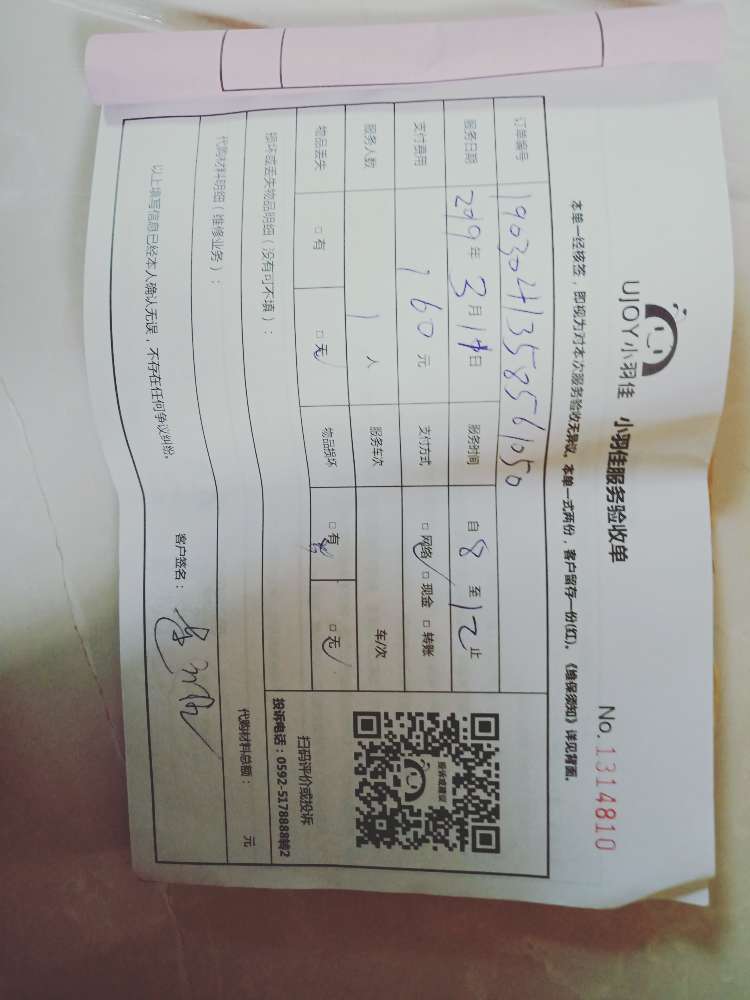 UJOY小羽佳 小羽佳服务验收单 No.1314810
本单一经核签，即视为对本次服务验收无异议。本单一式两份，客户留存一份(红)。《维保须知》详见背面。
订单编号 1903041358561050
服务日期 2019年3月14日 服务时间 自8至12止
支付费用 160元 支付方式 □网络 □现金 □转账
服务人数 1人 服务车次 车/次
物品丢失 □有 □无 物品损坏 □有 □无
投诉或建议
扫码评价或投诉
投诉电话：0592-5178888转2
损坏或丢失物品明细（没有可不填）：
代购材料明细（维修业务）： 代购材料总额： 元
以上填写信息已经本人确认无误，不存在任何争议纠纷。
客户签名：